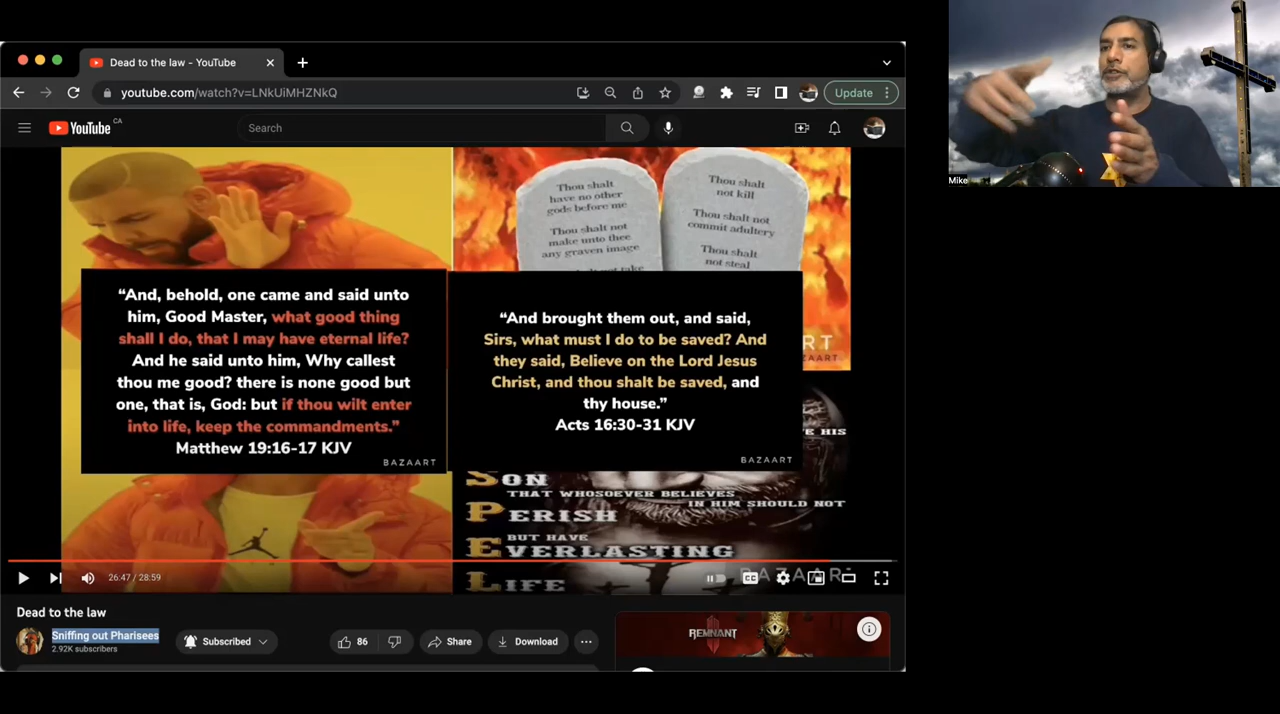 Dead to the law - YouTube
youtube.com/watch?v=LNkUiMHZNkQ
Update
YouTube CA
Search
Thou shalt
have no other
gods before me
Thou shalt not
make unto thee
any graven image
Thou shalt
not kill
Thou shalt not
commit adultery
Thou shalt
not steal
“And, behold, one came and said unto
him, Good Master, what good thing
shall I do, that I may have eternal life?
And he said unto him, Why callest
thou me good? there is none good but
one, that is, God: but if thou wilt enter
into life, keep the commandments.”
Matthew 19:16-17 KJV
BAZAART
“And brought them out, and said,
Sirs, what must I do to be saved? And
they said, Believe on the Lord Jesus
Christ, and thou shalt be saved, and
thy house.”
Acts 16:30-31 KJV
BAZAART
HIS
SON
THAT WHOSOEVER BELIEVES
IN HIM SHOULD NOT
PERISH
BUT HAVE
EVERLASTING
LIFE
BAZAART
26:47 / 28:59
CC
Dead to the law
Sniffing out Pharisees
2.92K subscribers
Subscribed
86
Share
Download
REMNANT
Mike